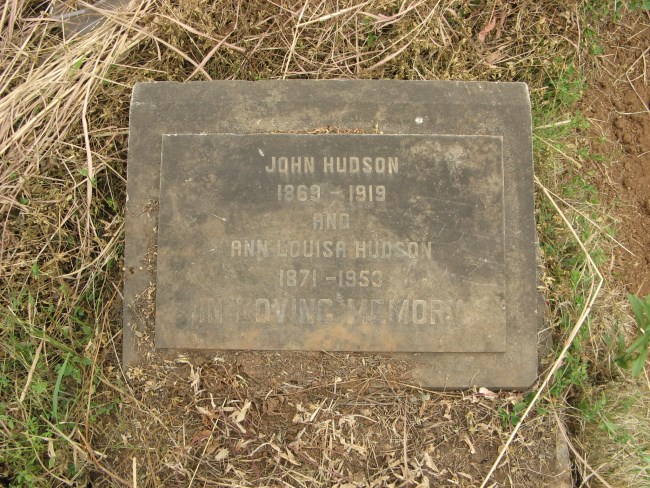 JOHN HUDSON
1869 - 1919
AND
ANN LOUISA HUDSON
1871 - 1953
IN LOVING MEMORY